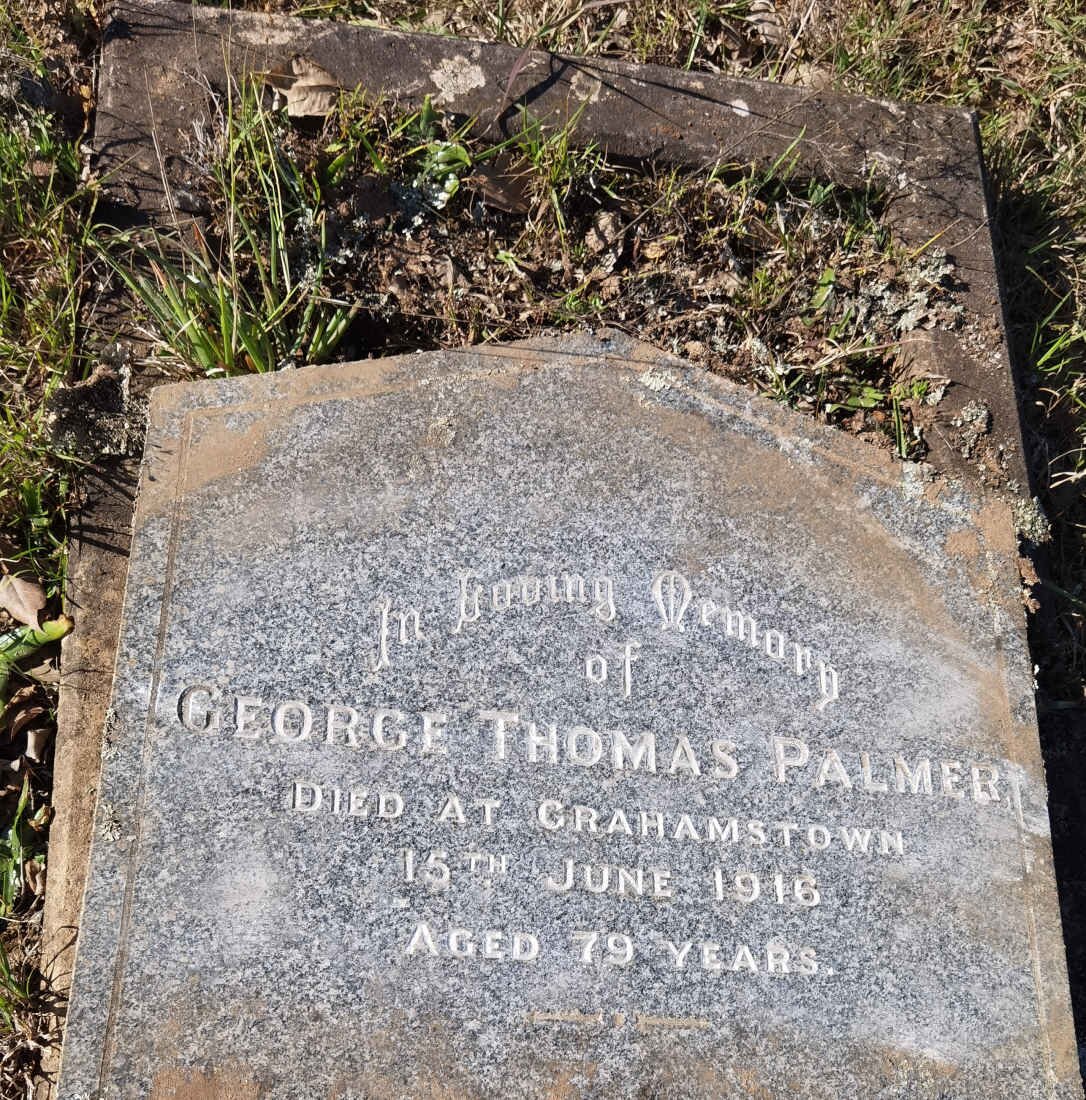 In Loving Memory
of
GEORGE THOMAS PALMER,
DIED AT GRAHAMSTOWN
15TH JUNE 1916
AGED 79 YEARS.